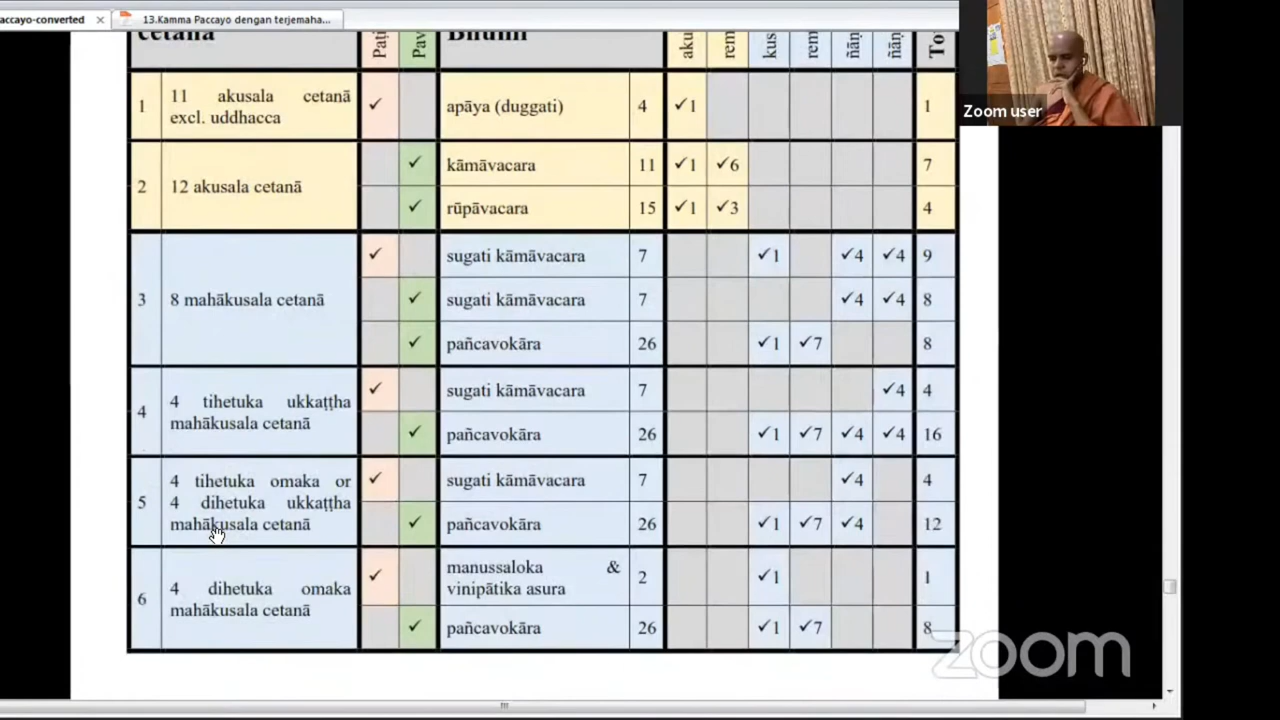 accayo-converted
13.Kamma Paccayo dengan terjemaha...
cetanā
Bhūmi
aku
rem
kus
rem
ñāṇ
ñāṇ
Zoom user
1 11 akusala cetanā apāya (duggati) 4 ✓1 1
excl. uddhacca
2 12 akusala cetanā
✓ kāmāvacara 11 ✓1 ✓6 7
✓ rūpāvacara 15 ✓1 ✓3 4
3 8 mahākusala cetanā
✓ sugati kāmāvacara 7 ✓1 ✓4 ✓4 9
✓ sugati kāmāvacara 7 ✓4 ✓4 8
✓ pañcavokāra 26 ✓1 ✓7 8
4 4 tihetuka ukkaṭṭha
mahākusala cetanā
✓ sugati kāmāvacara 7 ✓4 4
✓ pañcavokāra 26 ✓1 ✓7 ✓4 ✓4 16
5 4 tihetuka omaka or
4 dihetuka ukkaṭṭha
mahākusala cetanā
✓ sugati kāmāvacara 7 ✓4 4
✓ pañcavokāra 26 ✓1 ✓7 ✓4 12
6 4 dihetuka omaka
mahākusala cetanā
✓ manussaloka & 2 ✓1 1
vinipātika asura
✓ pañcavokāra 26 ✓1 ✓7 8
zoom